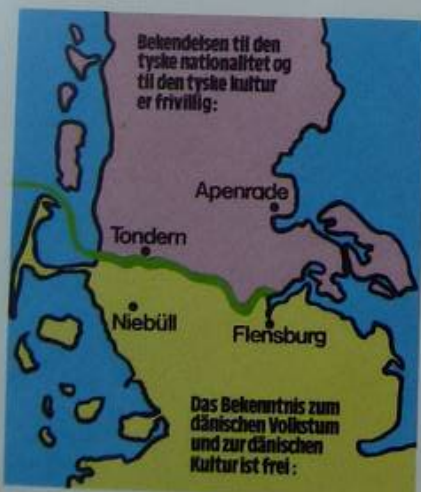 Bekendelsen til den
tyske nationalitet og
til den tyske kultur
er frivillig:
Apenrade
Tondern
Niebüll
Flensburg
Das Bekenntnis zum
dänischen Volkstum
und zur dänischen
Kultur ist frei: